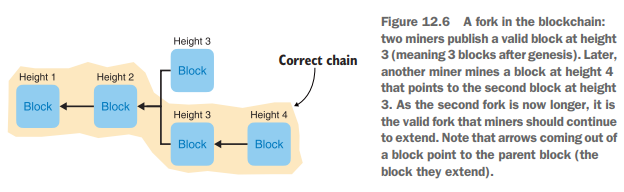 Height 3
Block
Correct chain
Height 1
Height 2
Block
Block
Height 3
Height 4
Block
Block
Figure 12.6 A fork in the blockchain:
two miners publish a valid block at height
3 (meaning 3 blocks after genesis). Later,
another miner mines a block at height 4
that points to the second block at height
3. As the second fork is now longer, it is
the valid fork that miners should continue
to extend. Note that arrows coming out of
a block point to the parent block (the
block they extend).